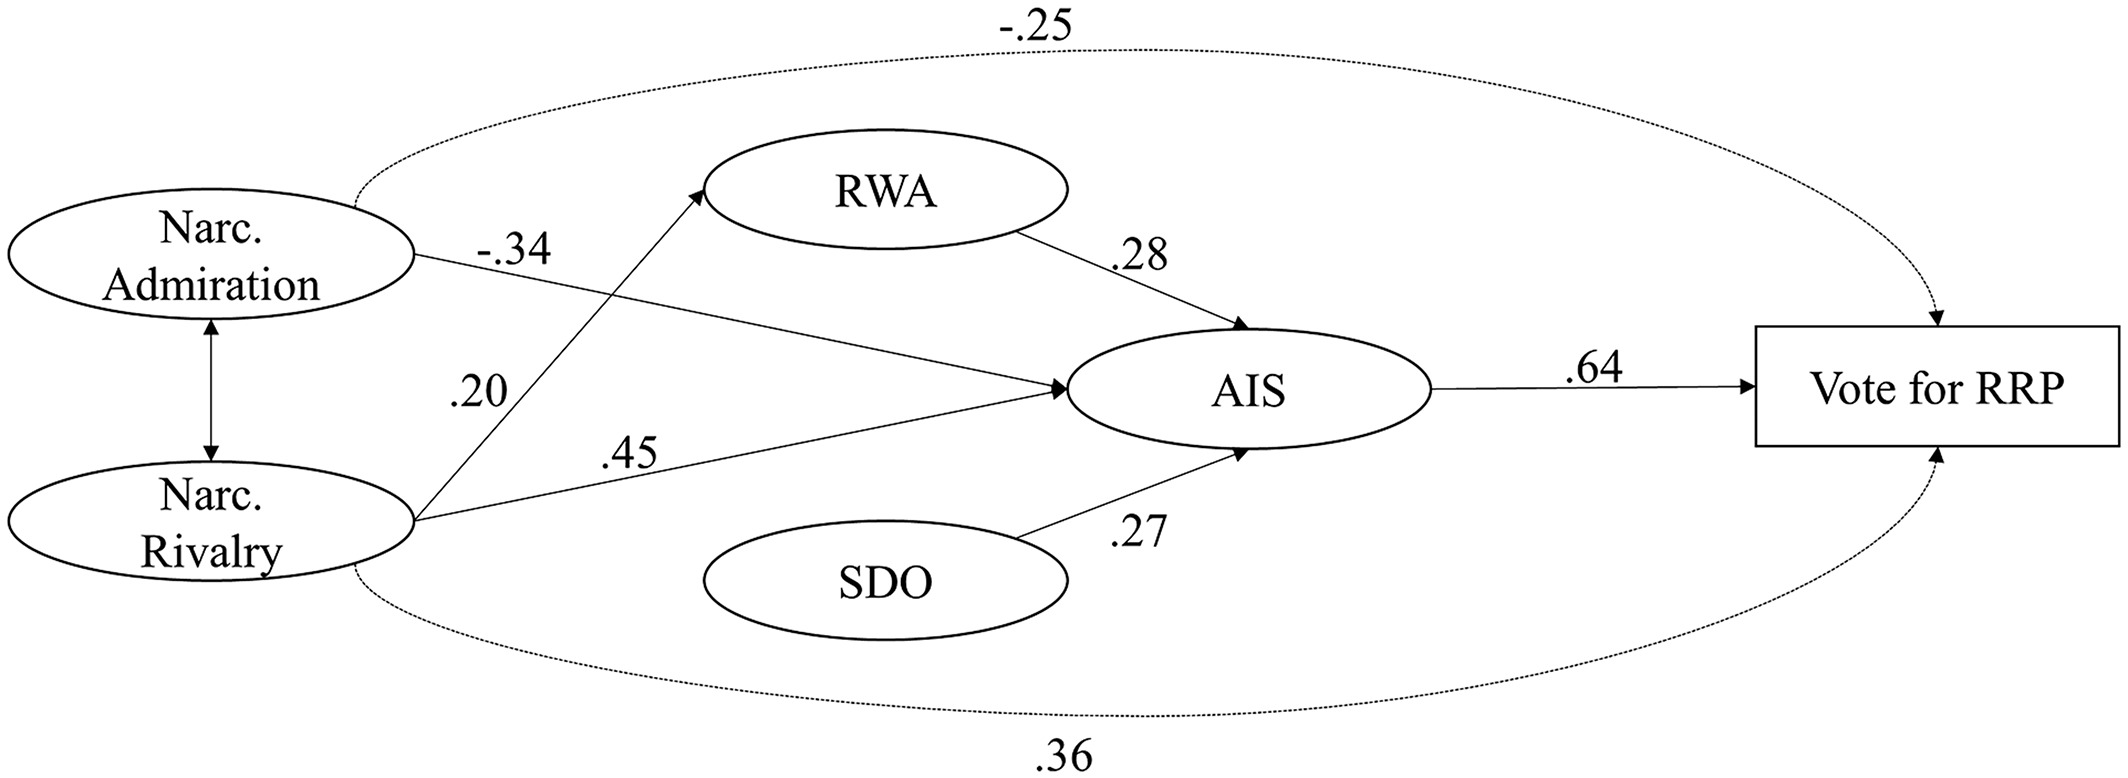 -.25
RWA
Narc.
Admiration
-.34
.28
.20
AIS
.64
Vote for RRP
.45
Narc.
Rivalry
.27
SDO
.36